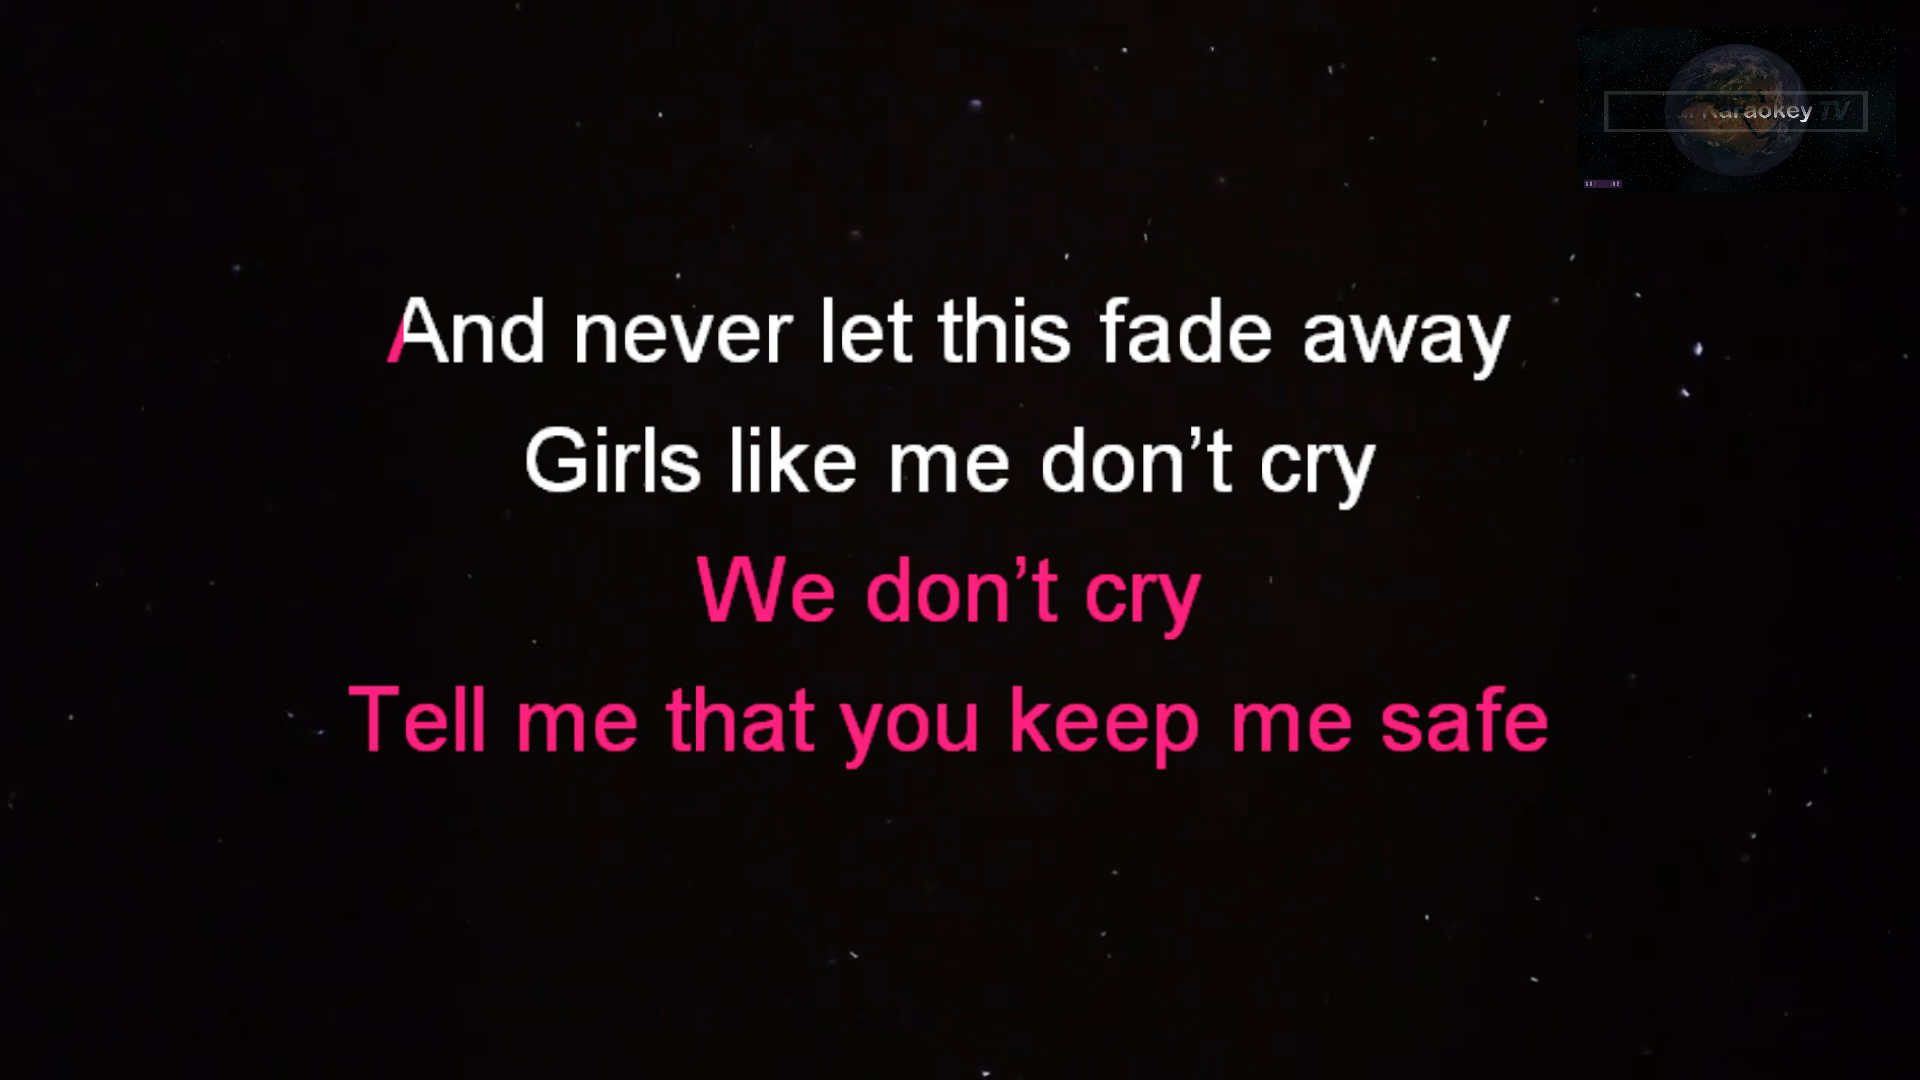 Karaokey TV
And never let this fade away
Girls like me don’t cry
We don’t cry
Tell me that you keep me safe